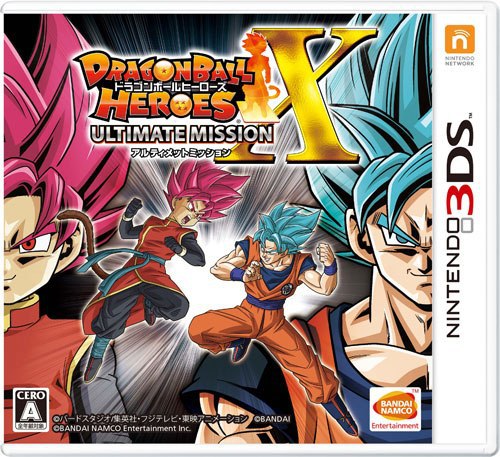 DRAGONBALL
ドラゴンボールヒーローズ
HEROES
X
ULTIMATE MISSION
アルティメットミッション
NINTENDO
NETWORK
NINTENDO 3DS
TM
CERO
A
全年齢対象
©バードスタジオ/集英社・フジテレビ・東映アニメーション ©BANDAI
©BANDAI NAMCO Entertainment Inc.
BANDAI
NAMCO
Entertainment